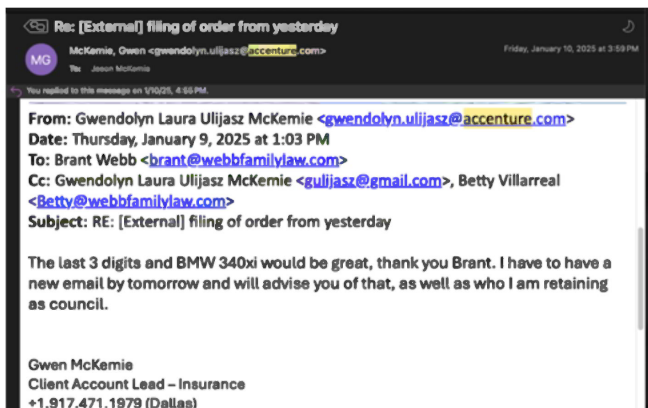 Re: [External] filing of order from yesterday
MG
McKemie, Gwen <gwendolyn.ulijasz@accenture.com>
Friday, January 10, 2025 at 3:59 PM
To: Jason McKemie
You replied to this message on 1/10/25, 4:55 PM.
From: Gwendolyn Laura Ulijasz McKemie <gwendolyn.ulijasz@accenture.com>
Date: Thursday, January 9, 2025 at 1:03 PM
To: Brant Webb <brant@webbfamilylaw.com>
Cc: Gwendolyn Laura Ulijasz McKemie <gulijasz@gmail.com>, Betty Villarreal
<Betty@webbfamilylaw.com>
Subject: RE: [External] filing of order from yesterday
The last 3 digits and BMW 340xi would be great, thank you Brant. I have to have a
new email by tomorrow and will advise you of that, as well as who I am retaining
as council.
Gwen McKemie
Client Account Lead – Insurance
+1.917.471.1979 (Dallas)